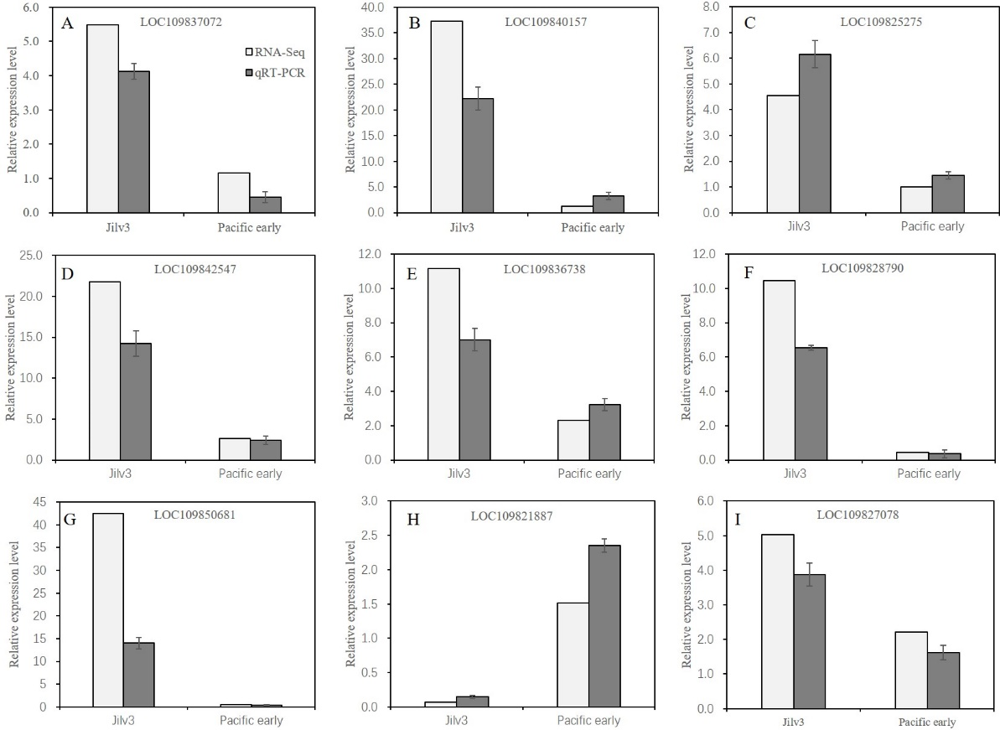 A
LOC109837072
RNA-Seq
qRT-PCR
Relative expression level
6.0
5.0
4.0
3.0
2.0
1.0
0.0
Jilv3
Pacific early
B
LOC109840157
Relative expression level
40.0
35.0
30.0
25.0
20.0
15.0
10.0
5.0
0.0
Jilv3
Pacific early
C
LOC109825275
Relative expression level
8.0
7.0
6.0
5.0
4.0
3.0
2.0
1.0
0.0
Jilv3
Pacific early
D
LOC109842547
Relative expression level
25.0
20.0
15.0
10.0
5.0
0.0
Jilv3
Pacific early
E
LOC109836738
Relative expression level
12.0
10.0
8.0
6.0
4.0
2.0
0.0
Jilv3
Pacific early
F
LOC109828790
Relative expression level
12.0
10.0
8.0
6.0
4.0
2.0
0.0
Jilv3
Pacific early
G
LOC109850681
Relative expression level
45
40
35
30
25
20
15
10
5
0
Jilv3
Pacific early
H
LOC109821887
Relative expression level
3.0
2.5
2.0
1.5
1.0
0.5
0.0
Jilv3
Pacific early
I
LOC109827078
Relative expression level
6.0
5.0
4.0
3.0
2.0
1.0
0.0
Jilv3
Pacific early